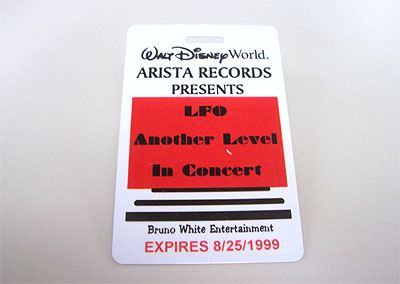 WALT DISNEY World.
ARISTA RECORDS
PRESENTS
LFO
Another Level
In Concert
Bruno White Entertainment
EXPIRES 8/25/1999